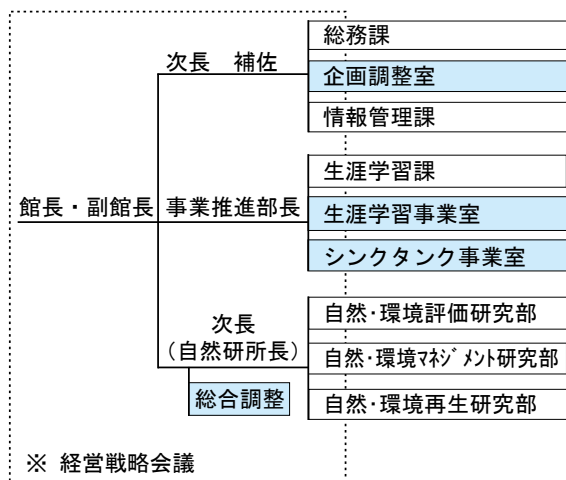 総務課
次長　補佐
企画調整室
情報管理課
生涯学習課
館長・副館長
事業推進部長
生涯学習事業室
シンクタンク事業室
次長
（自然研所長）
自然・環境評価研究部
自然・環境ﾏﾈｼﾞﾒﾝﾄ研究部
総合調整
自然・環境再生研究部
※ 経営戦略会議